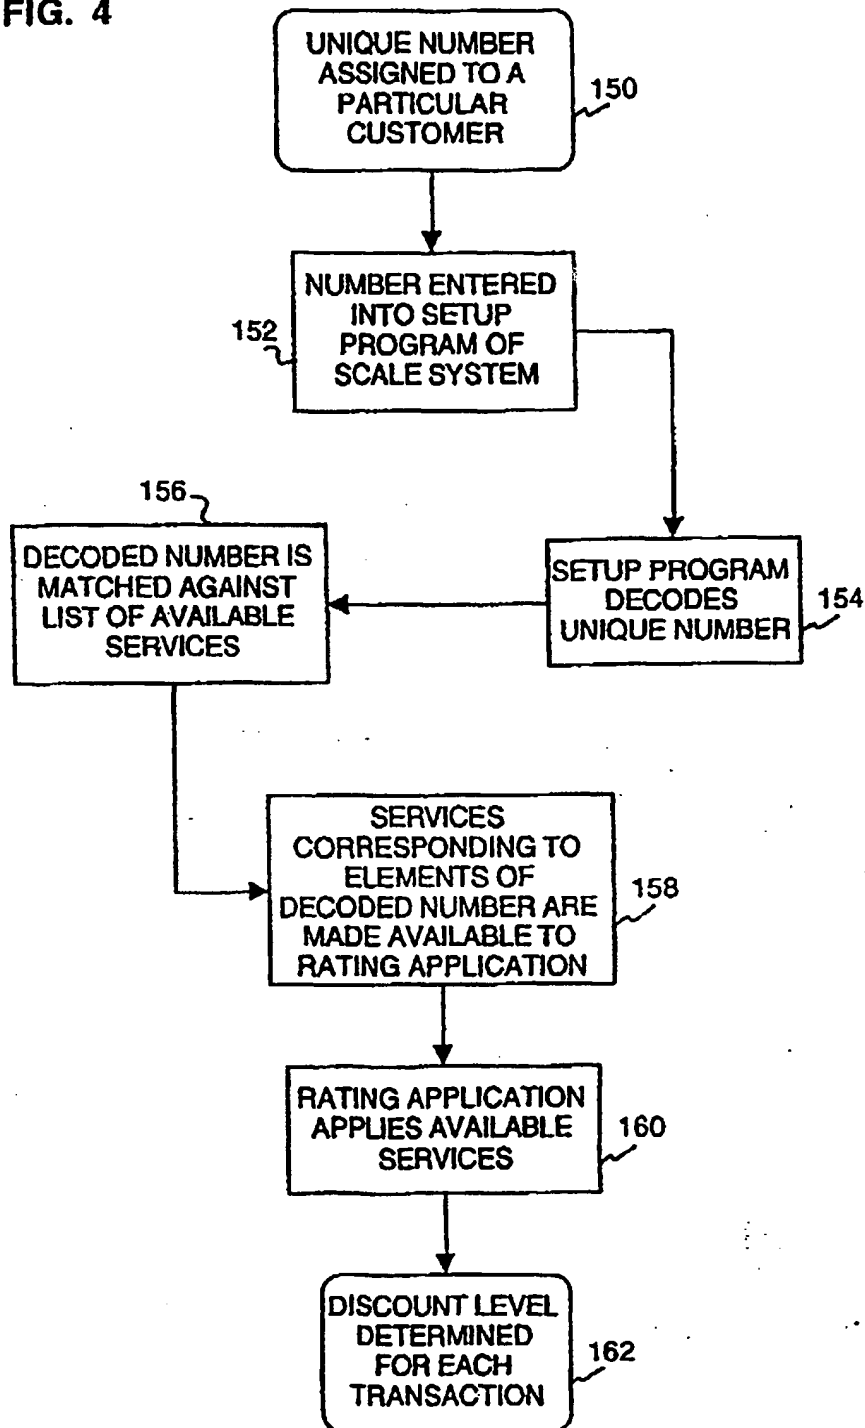 FIG. 4
UNIQUE NUMBER
ASSIGNED TO A
PARTICULAR
CUSTOMER
150
NUMBER ENTERED
INTO SETUP
PROGRAM OF
SCALE SYSTEM
152
SETUP PROGRAM
DECODES
UNIQUE NUMBER
154
156
DECODED NUMBER IS
MATCHED AGAINST
LIST OF AVAILABLE
SERVICES
SERVICES
CORRESPONDING TO
ELEMENTS OF
DECODED NUMBER ARE
MADE AVAILABLE TO
RATING APPLICATION
158
RATING APPLICATION
APPLIES AVAILABLE
SERVICES
160
DISCOUNT LEVEL
DETERMINED
FOR EACH
TRANSACTION
162